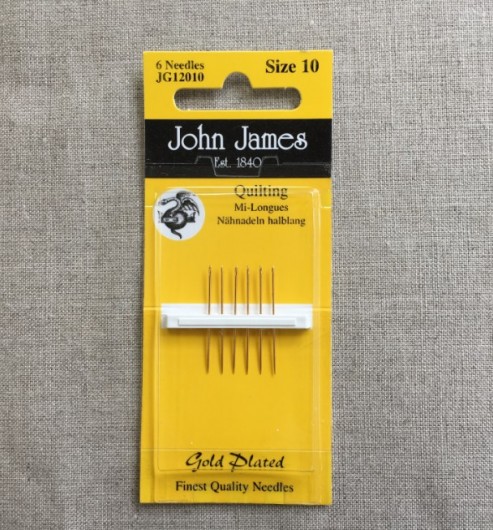 6 Needles
JG12010
Size 10
John James
Est. 1840
Quilting
Mi-Longues
Nähnadeln halblang
Gold Plated
Finest Quality Needles